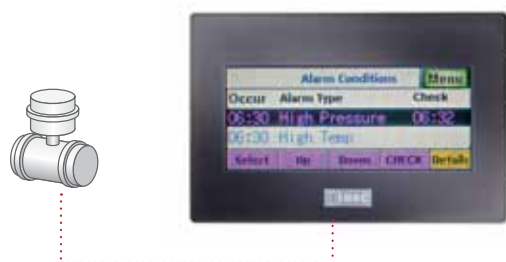 Alarm Conditions Menu
Occur Alarm Type Check
06:30 High Pressure 06:32
06:30 High Temp
Select Up Down CHECK Details